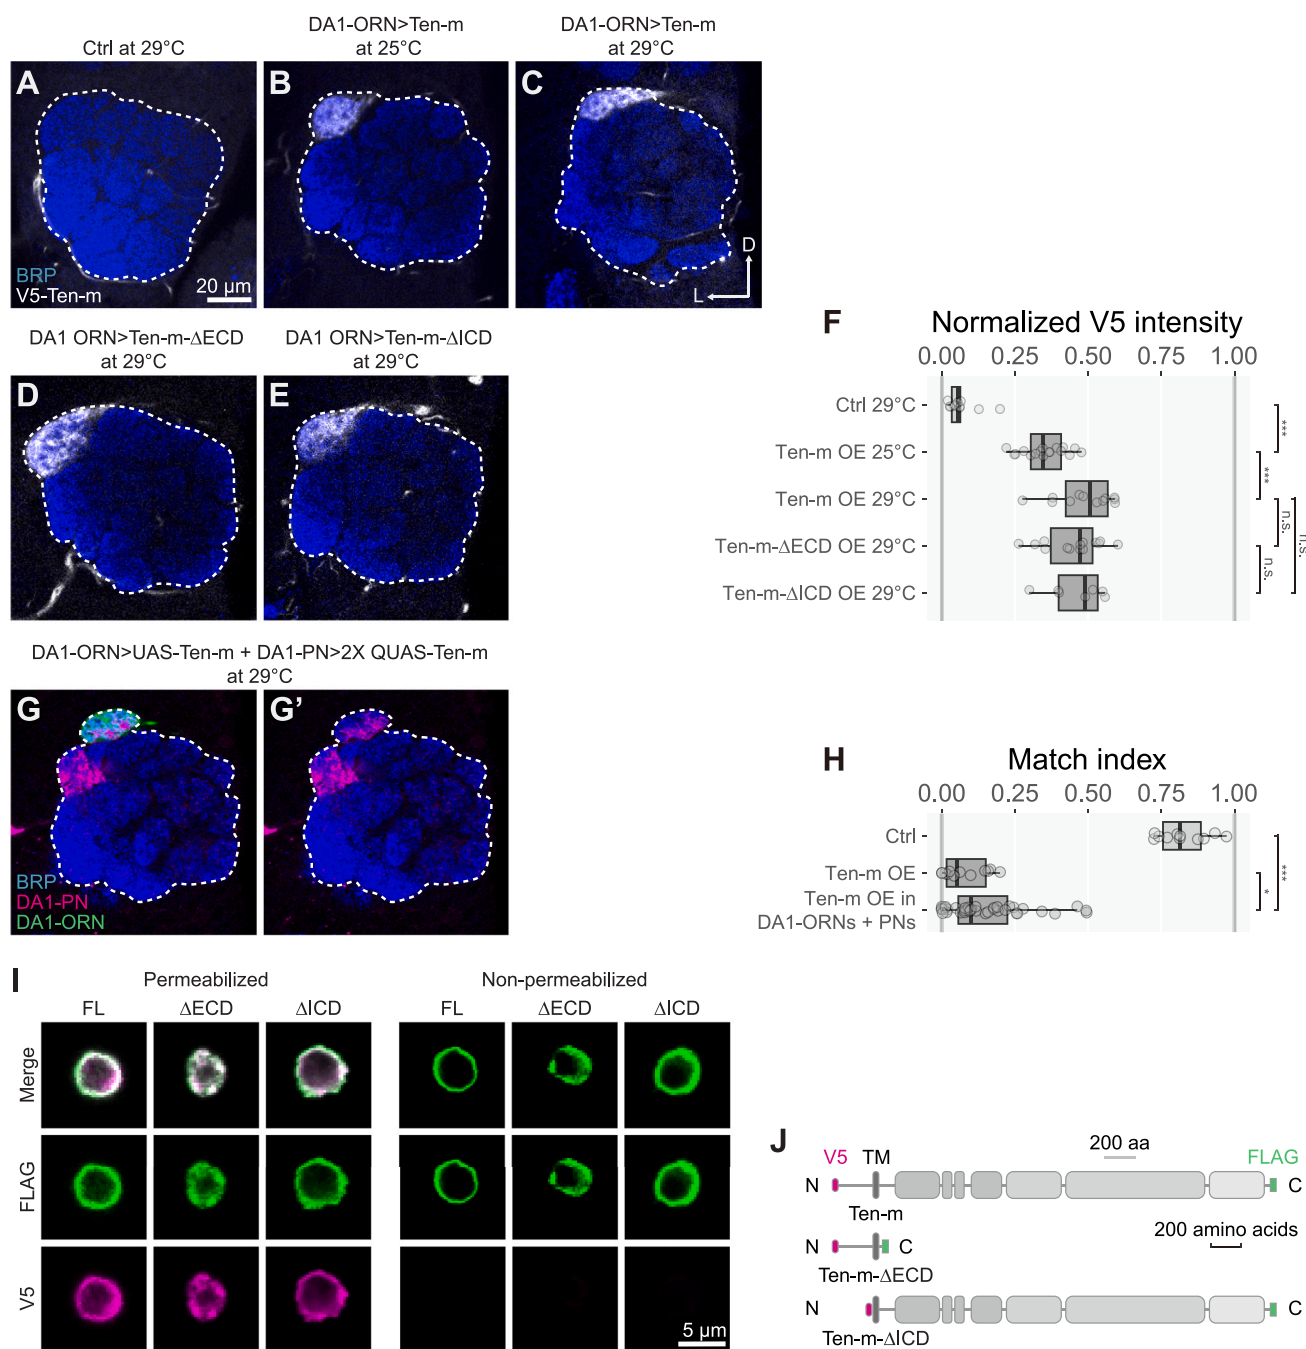 Ctrl at 29°C
DA1-ORN>Ten-m
at 25°C
DA1-ORN>Ten-m
at 29°C
A
B
C
BRP
V5-Ten-m
20 µm
D
L
DA1 ORN>Ten-m-ΔECD
at 29°C
DA1 ORN>Ten-m-ΔICD
at 29°C
D
E
F
Normalized V5 intensity
0.00 0.25 0.50 0.75 1.00
Ctrl 29°C
Ten-m OE 25°C
Ten-m OE 29°C
Ten-m-ΔECD OE 29°C
Ten-m-ΔICD OE 29°C
***
***
n.s.
n.s.
n.s.
DA1-ORN>UAS-Ten-m + DA1-PN>2X QUAS-Ten-m
at 29°C
G
G’
BRP
DA1-PN
DA1-ORN
H
Match index
0.00 0.25 0.50 0.75 1.00
Ctrl
Ten-m OE
Ten-m OE in
DA1-ORNs + PNs
***
*
I
Permeabilized
Non-permeabilized
FL ΔECD ΔICD
FL ΔECD ΔICD
Merge
FLAG
V5
5 µm
J
200 aa
V5 TM FLAG
N C
Ten-m
200 amino acids
N C
Ten-m-ΔECD
N C
Ten-m-ΔICD